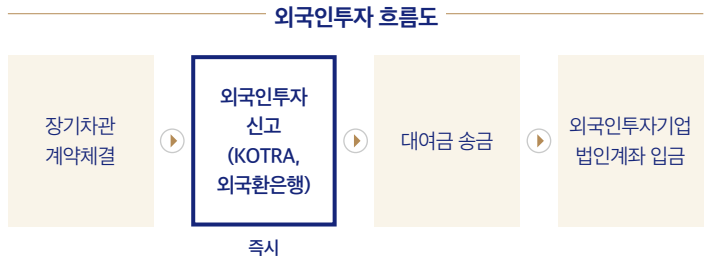 외국인투자 흐름도
장기차관
계약체결
외국인투자
신고
(KOTRA,
외국환은행)
즉시
대여금 송금
외국인투자기업
법인계좌 입금